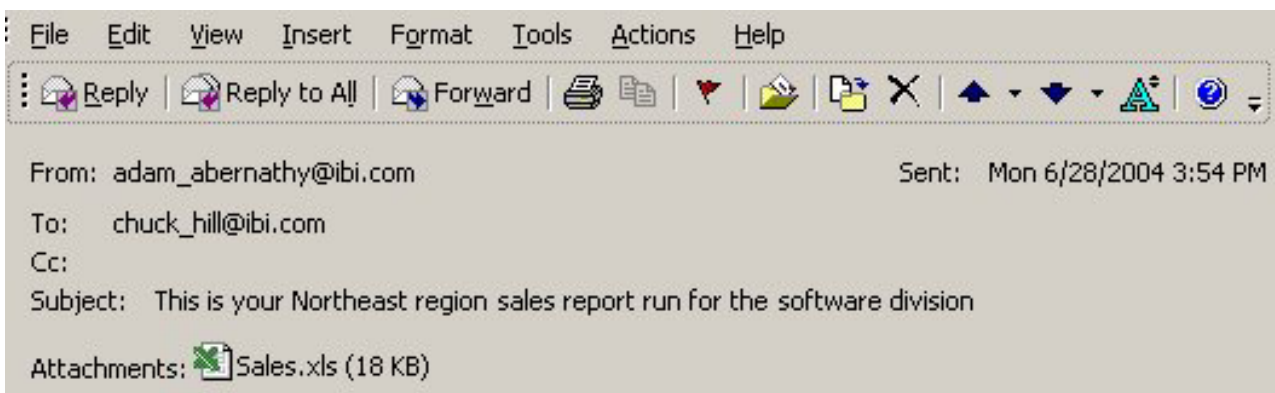 File Edit View Insert Format Tools Actions Help
Reply Reply to All Forward
From: adam_abernathy@ibi.com Sent: Mon 6/28/2004 3:54 PM
To: chuck_hill@ibi.com
Cc:
Subject: This is your Northeast region sales report run for the software division
Attachments: Sales.xls (18 KB)